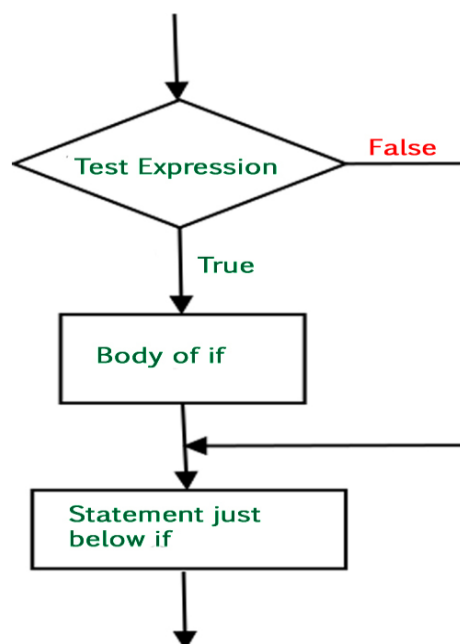 Test Expression
False
True
Body of if
Statement just
below if